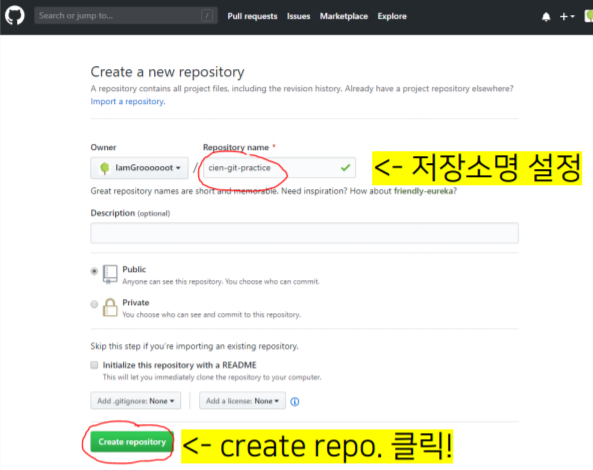 Search or jump to...
/
Pull requests Issues Marketplace Explore
Create a new repository
A repository contains all project files, including the revision history. Already have a project repository elsewhere?
Import a repository.
Owner
Repository name *
IamGroooooot
/
cien-git-practice
<- 저장소명 설정
Great repository names are short and memorable. Need inspiration? How about friendly-eureka?
Description (optional)
Public
Anyone can see this repository. You choose who can commit.
Private
You choose who can see and commit to this repository.
Skip this step if you're importing an existing repository.
Initialize this repository with a README
This will let you immediately clone the repository to your computer.
Add .gitignore: None
Add a license: None
Create repository
<- create repo. 클릭!